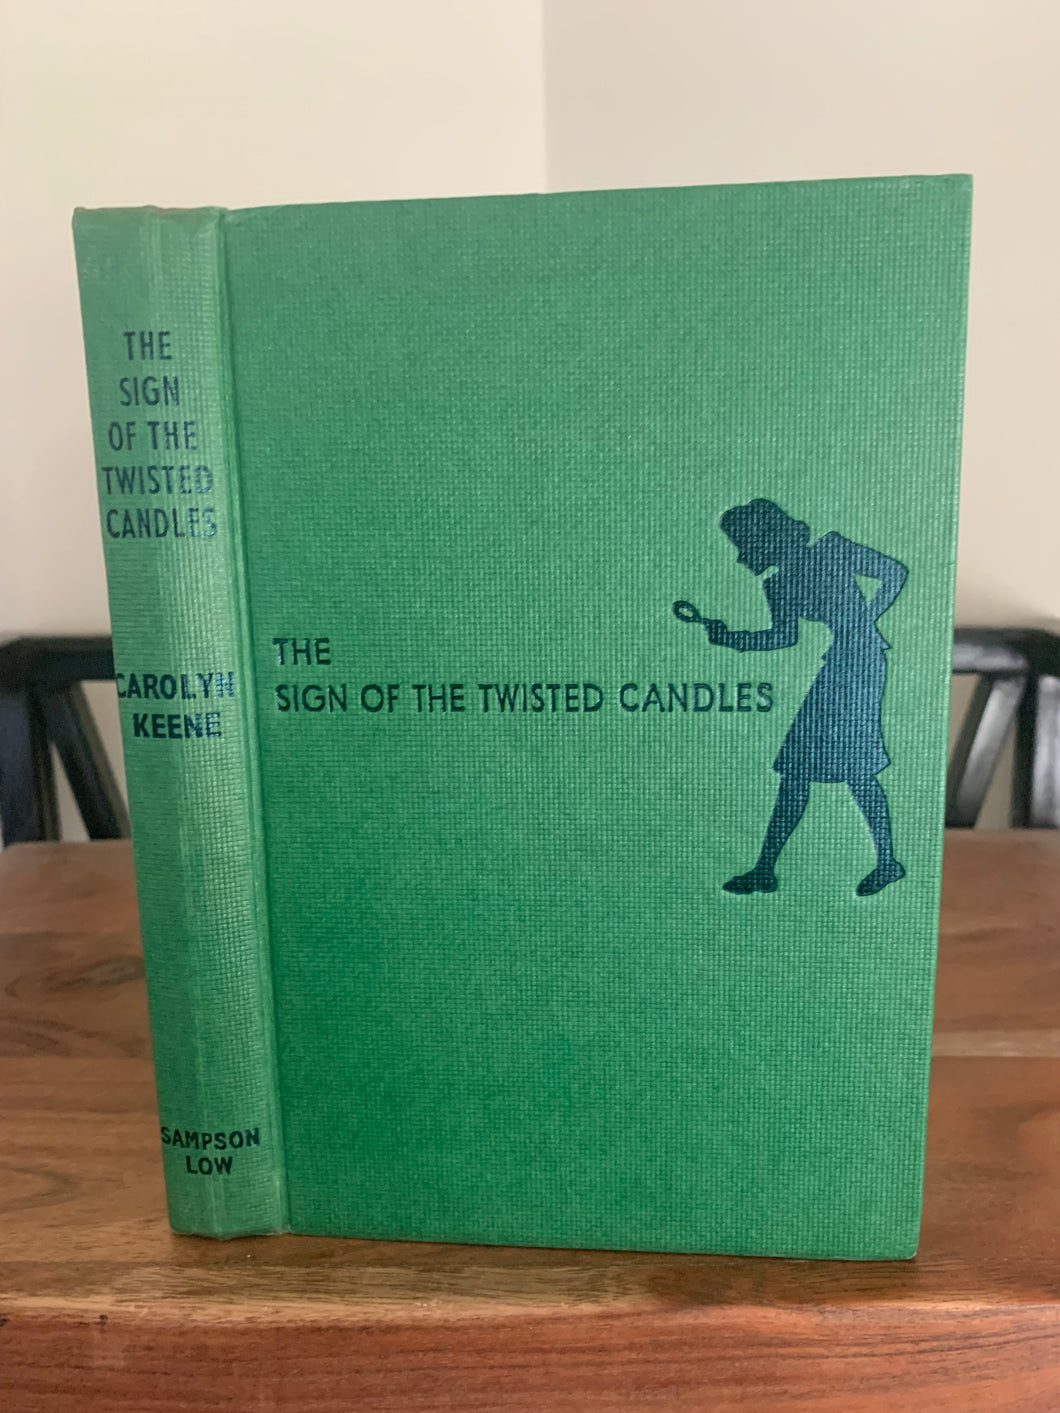 THE
SIGN
OF THE
TWISTED
CANDLES
CAROLYN
KEENE
SAMPSON
LOW
THE
SIGN OF THE TWISTED CANDLES